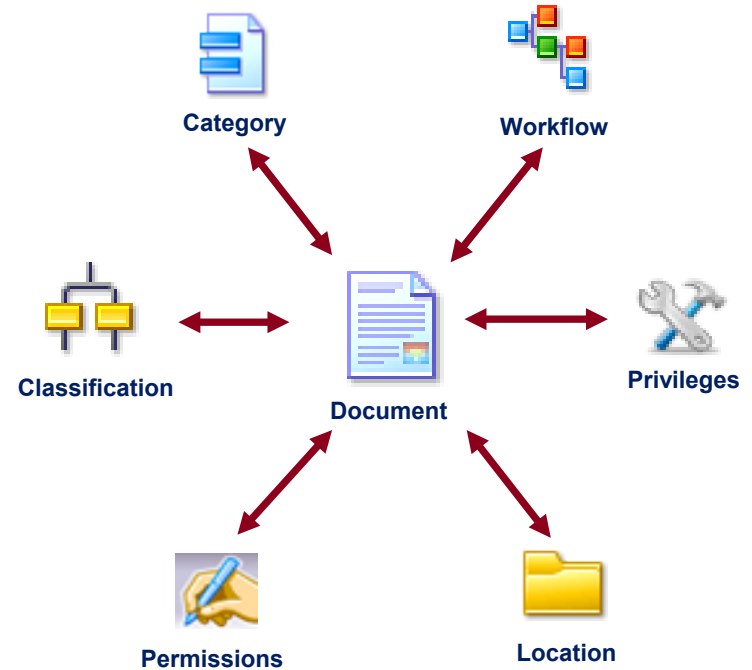 Category
Workflow
Classification
Document
Privileges
Permissions
Location